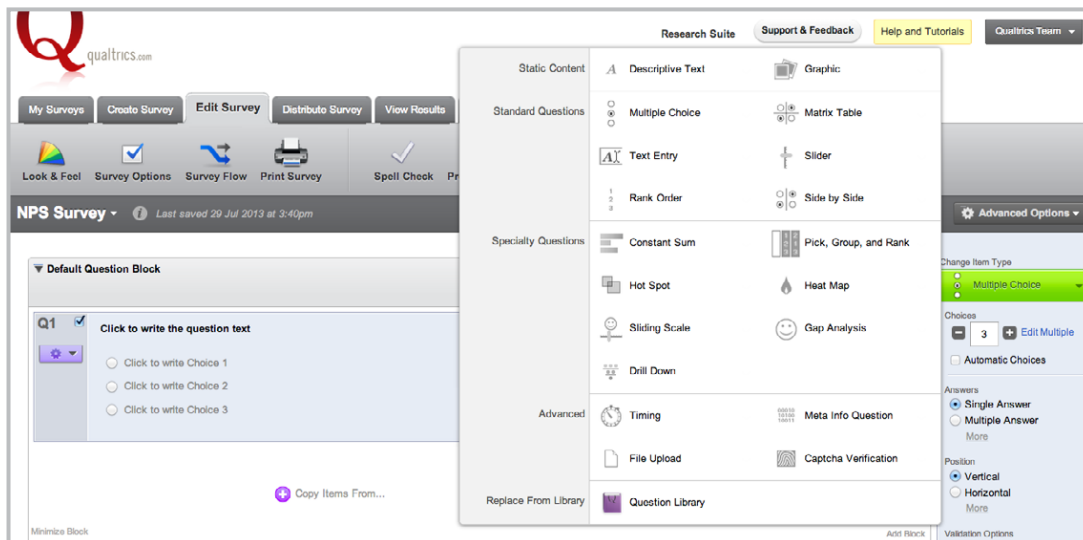 qualtrics.com
Research Suite
Support & Feedback
Help and Tutorials
Qualtrics Team
My Surveys
Create Survey
Edit Survey
Distribute Survey
View Results
Look & Feel
Survey Options
Survey Flow
Print Survey
Spell Check
NPS Survey
Last saved 29 Jul 2013 at 3:40pm
Advanced Options
Default Question Block
Q1
Click to write the question text
Click to write Choice 1
Click to write Choice 2
Click to write Choice 3
Copy Items From...
Minimize Block
Add Block
Static Content
Descriptive Text
Graphic
Standard Questions
Multiple Choice
Matrix Table
Text Entry
Slider
Rank Order
Side by Side
Specialty Questions
Constant Sum
Pick, Group, and Rank
Hot Spot
Heat Map
Sliding Scale
Gap Analysis
Drill Down
Advanced
Timing
Meta Info Question
File Upload
Captcha Verification
Replace From Library
Question Library
Change Item Type
Multiple Choice
Choices
3
Edit Multiple
Automatic Choices
Answers
Single Answer
Multiple Answer
More
Position
Vertical
Horizontal
More
Validation Options